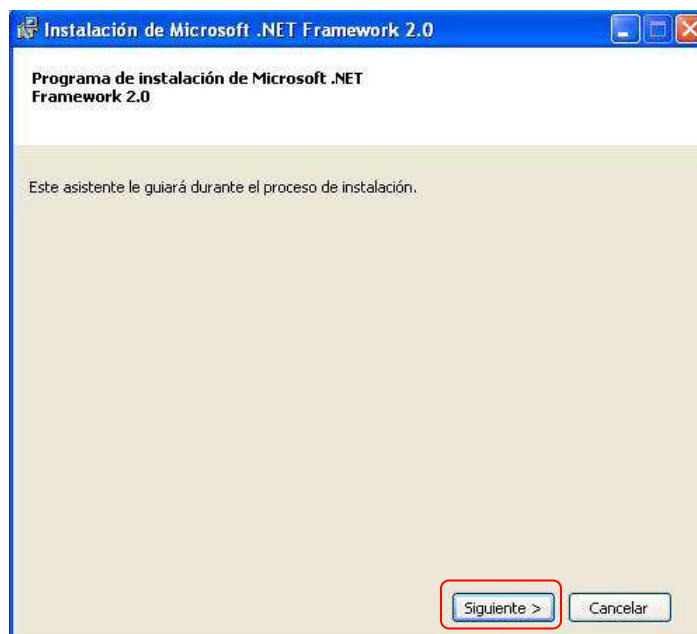 Instalación de Microsoft .NET Framework 2.0
Programa de instalación de Microsoft .NET
Framework 2.0
Este asistente le guiará durante el proceso de instalación.
Siguiente >
Cancelar